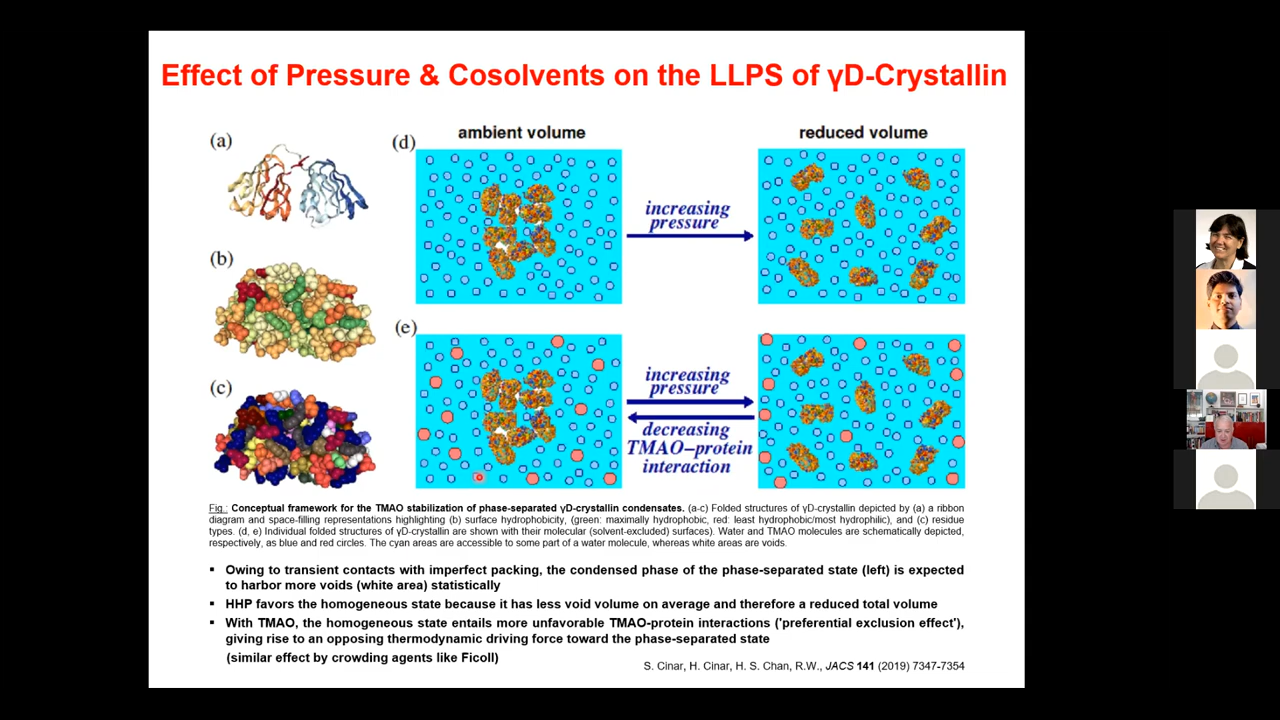 Effect of Pressure & Cosolvents on the LLPS of γD-Crystallin
(a)
(d)
ambient volume
reduced volume
increasing
pressure
(b)
(e)
increasing
pressure
decreasing
TMAO–protein
interaction
(c)
Fig.: Conceptual framework for the TMAO stabilization of phase-separated γD-crystallin condensates. (a-c) Folded structures of γD-crystallin depicted by (a) a ribbon
diagram and space-filling representations highlighting (b) surface hydrophobicity, (green: maximally hydrophobic, red: least hydrophobic/most hydrophilic), and (c) residue
types. (d, e) Individual folded structures of γD-crystallin are shown with their molecular (solvent-excluded) surfaces). Water and TMAO molecules are schematically depicted,
respectively, as blue and red circles. The cyan areas are accessible to some part of a water molecule, whereas white areas are voids.
▪ Owing to transient contacts with imperfect packing, the condensed phase of the phase-separated state (left) is expected
to harbor more voids (white area) statistically
▪ HHP favors the homogeneous state because it has less void volume on average and therefore a reduced total volume
▪ With TMAO, the homogeneous state entails more unfavorable TMAO-protein interactions ('preferential exclusion effect'),
giving rise to an opposing thermodynamic driving force toward the phase-separated state
(similar effect by crowding agents like Ficoll)
S. Cinar, H. Cinar, H. S. Chan, R.W., JACS 141 (2019) 7347-7354